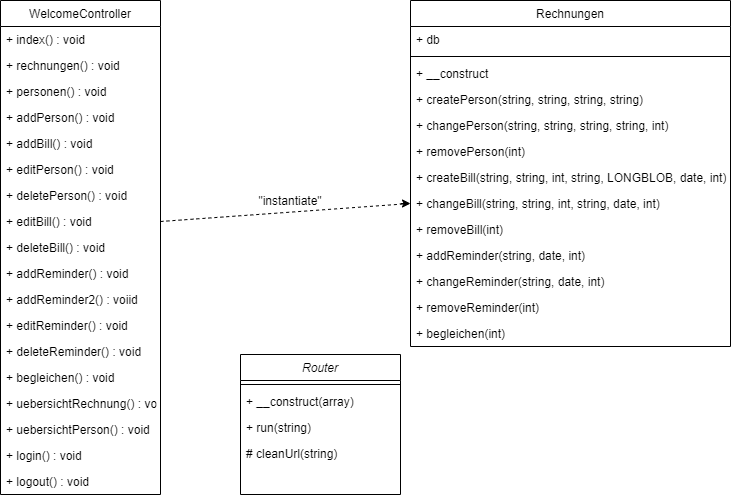 WelcomeController
+ index() : void
+ rechnungen() : void
+ personen() : void
+ addPerson() : void
+ addBill() : void
+ editPerson() : void
+ deletePerson() : void
+ editBill() : void
+ deleteBill() : void
+ addReminder() : void
+ addReminder2() : voiid
+ editReminder() : void
+ deleteReminder() : void
+ begleichen() : void
+ uebersichtRechnung() : vo
+ uebersichtPerson() : void
+ login() : void
+ logout() : void
"instantiate"
Rechnungen
+ db
+ __construct
+ createPerson(string, string, string, string)
+ changePerson(string, string, string, string, int)
+ removePerson(int)
+ createBill(string, string, int, string, LONGBLOB, date, int)
+ changeBill(string, string, int, string, date, int)
+ removeBill(int)
+ addReminder(string, date, int)
+ changeReminder(string, date, int)
+ removeReminder(int)
+ begleichen(int)
Router
+ __construct(array)
+ run(string)
# cleanUrl(string)